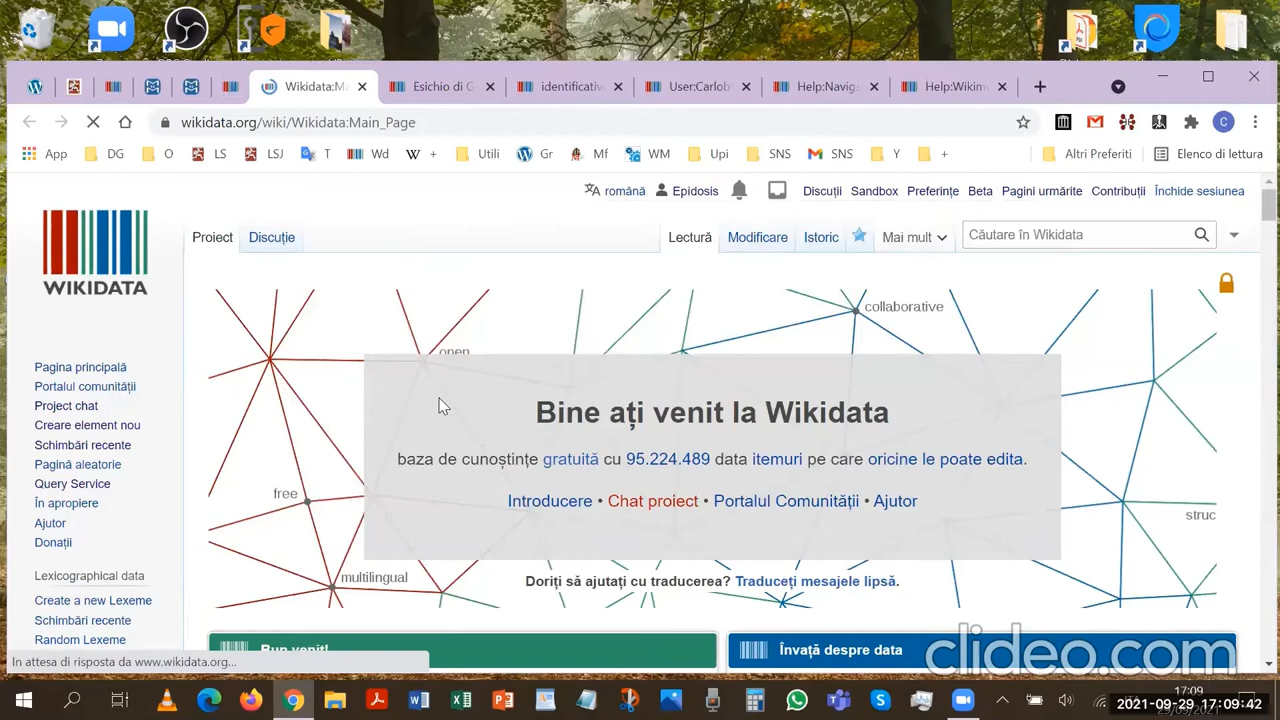 Wikidata:Ma
Esichio di G
identificativ
User:Carlob
Help:Naviga
Help:Wikim
wikidata.org/wiki/Wikidata:Main_Page
App DG O LS LSJ T Wd + Utili Gr Mf WM Upi SNS SNS Y + Altri Preferiti Elenco di lettura
română Epidosis Discuții Sandbox Preferințe Beta Pagini urmărite Contribuții Închide sesiunea
WIKIDATA
Proiect Discuție Lectură Modificare Istoric Mai mult Căutare în Wikidata
Pagina principală
Portalul comunității
Project chat
Creare element nou
Schimbări recente
Pagină aleatorie
Query Service
În apropiere
Ajutor
Donații
Lexicographical data
Create a new Lexeme
Schimbări recente
Random Lexeme
collaborative
open
free
struc
multilingual
Bine ați venit la Wikidata
baza de cunoștințe gratuită cu 95.224.489 data itemuri pe care oricine le poate edita.
Introducere • Chat proiect • Portalul Comunității • Ajutor
Doriți să ajutați cu traducerea? Traduceți mesajele lipsă.
Bun venit!
Învață despre data
In attesa di risposta da www.wikidata.org...
clideo.com
17:09
2021-09-29 17:09:42